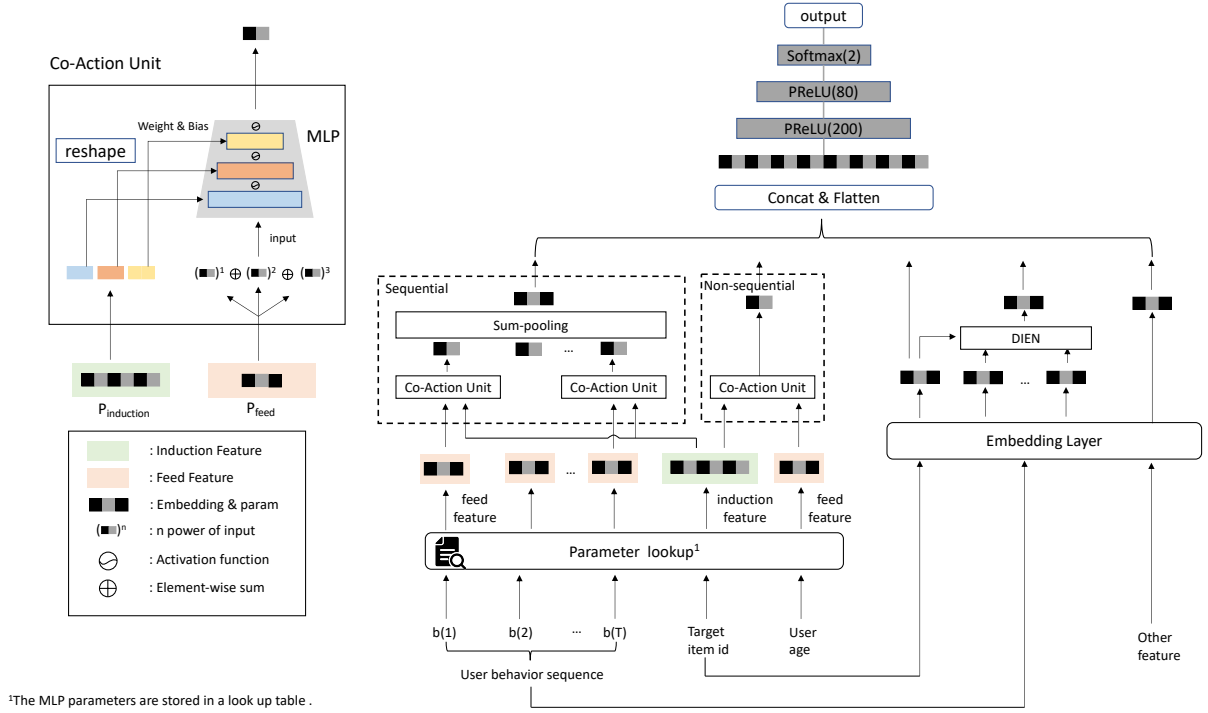 Co-Action Unit
reshape
Weight & Bias
MLP
input
( )¹ ⊕ ( )² ⊕ ( )³
P_induction
P_feed
: Induction Feature
: Feed Feature
: Embedding & param
( )ⁿ : n power of input
: Activation function
: Element-wise sum
output
Softmax(2)
PReLU(80)
PReLU(200)
Concat & Flatten
Sequential
Non-sequential
Sum-pooling
...
Co-Action Unit
Co-Action Unit
Co-Action Unit
DIEN
...
Embedding Layer
...
feed
feature
induction
feature
feed
feature
Parameter lookup¹
b(1)
b(2)
...
b(T)
Target
item id
User
age
Other
feature
User behavior sequence
¹The MLP parameters are stored in a look up table .